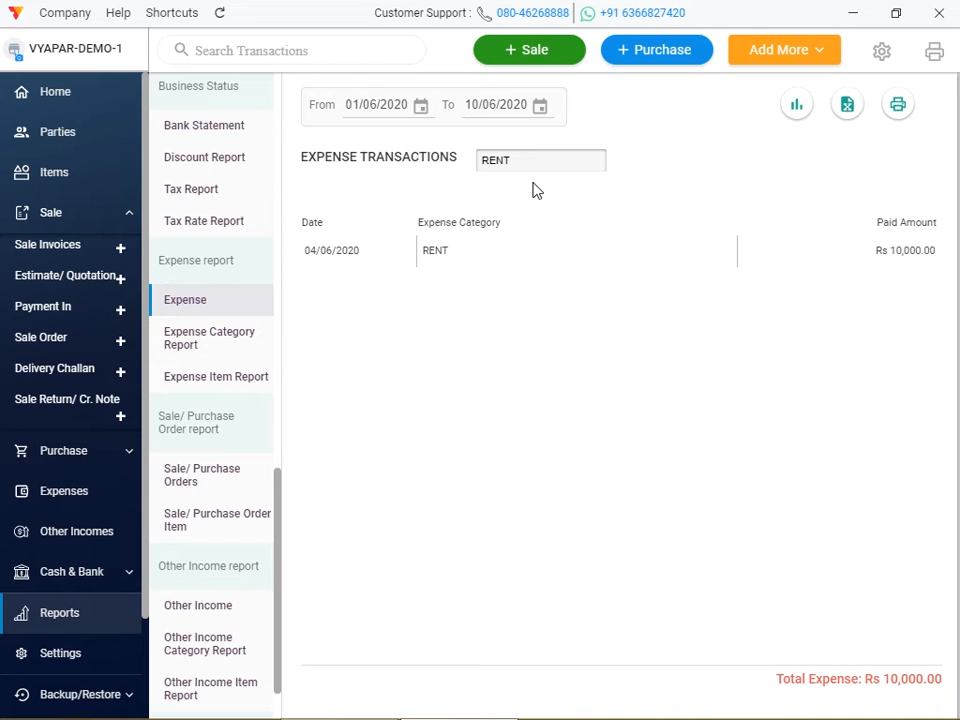 Company Help Shortcuts
Customer Support : 080-46268888 +91 6366827420
VYAPAR-DEMO-1
Search Transactions
+ Sale
+ Purchase
Add More
Home
Parties
Items
Sale
Sale Invoices +
Estimate/ Quotation +
Payment In +
Sale Order +
Delivery Challan +
Sale Return/ Cr. Note
+
Purchase
Expenses
Other Incomes
Cash & Bank
Reports
Settings
Backup/Restore
Business Status
Bank Statement
Discount Report
Tax Report
Tax Rate Report
Expense report
Expense
Expense Category
Report
Expense Item Report
Sale/ Purchase
Order report
Sale/ Purchase
Orders
Sale/ Purchase Order
Item
Other Income report
Other Income
Other Income
Category Report
Other Income Item
Report
From 01/06/2020 To 10/06/2020
EXPENSE TRANSACTIONS RENT
Date Expense Category Paid Amount
04/06/2020 RENT Rs 10,000.00
Total Expense: Rs 10,000.00